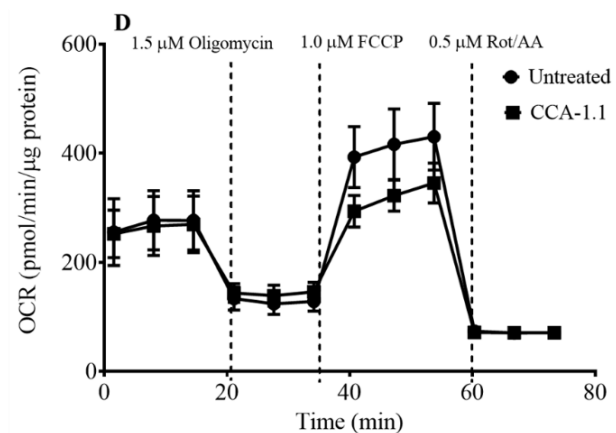 D
1.5 μM Oligomycin 1.0 μM FCCP 0.5 μM Rot/AA
600
400
200
0
OCR (pmol/min/μg protein)
Untreated
CCA-1.1
0 20 40 60 80
Time (min)